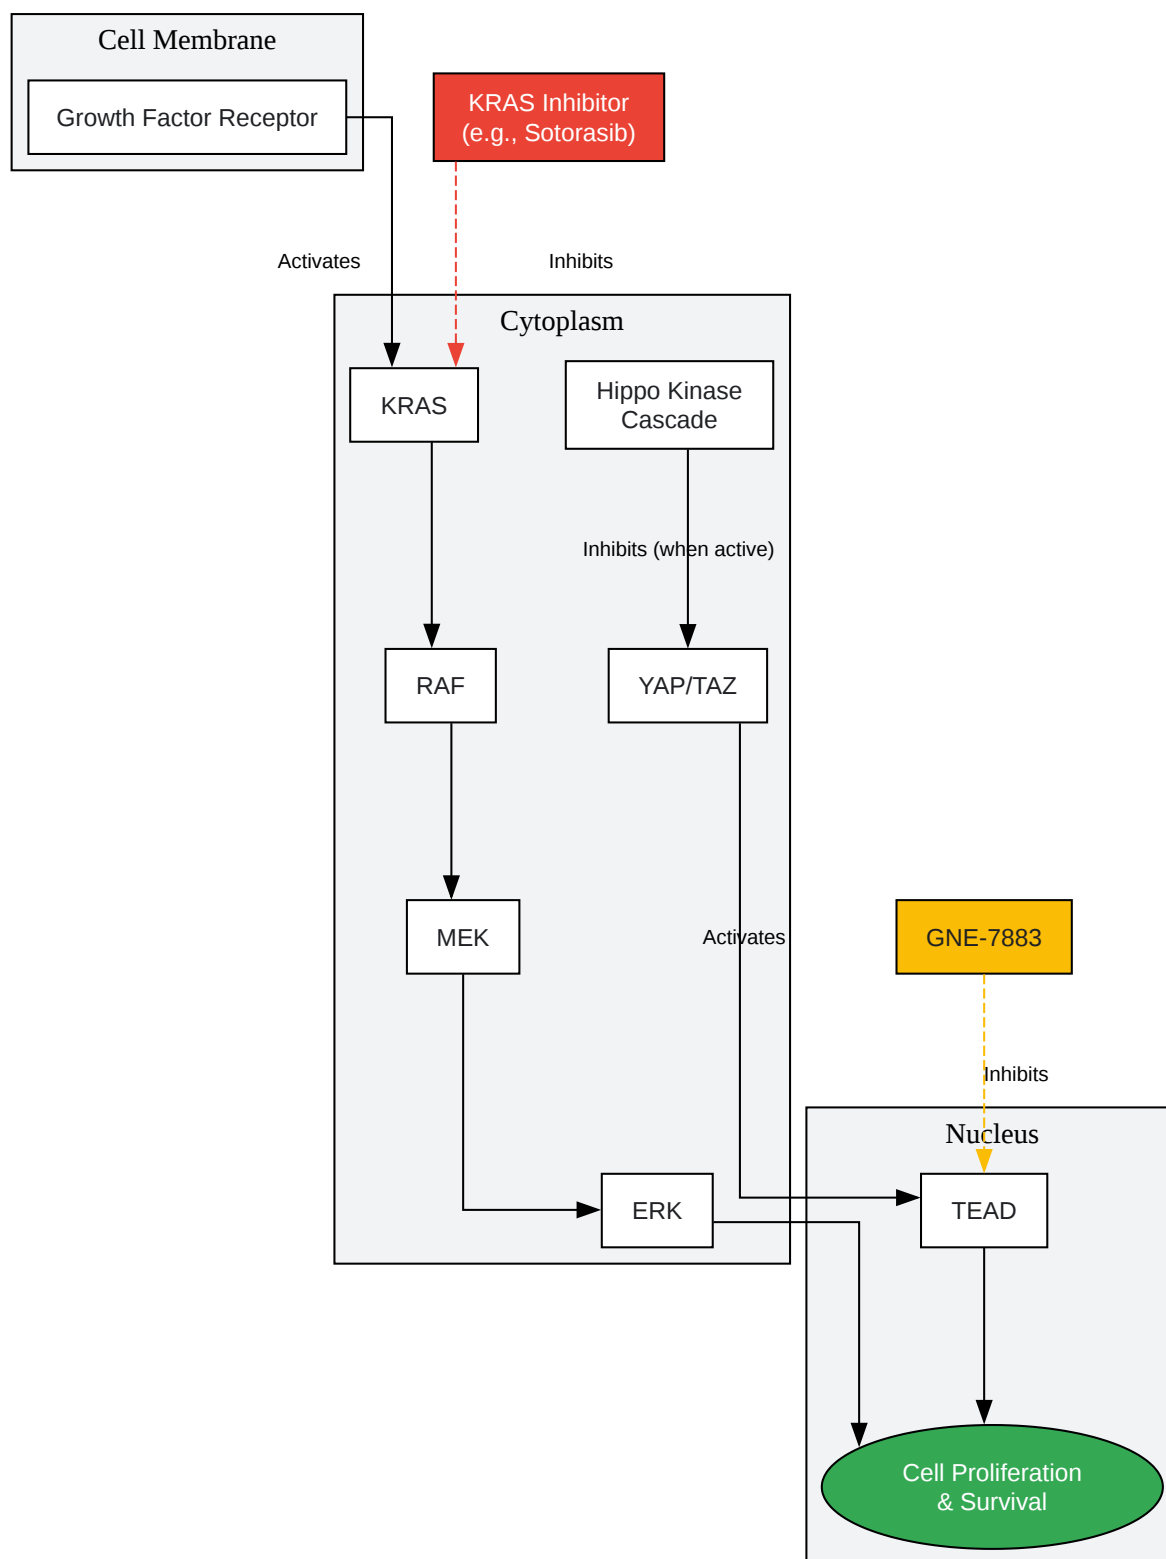 Cell Membrane
Growth Factor Receptor
KRAS Inhibitor
(e.g., Sotorasib)
Activates
Inhibits
Cytoplasm
KRAS
Hippo Kinase
Cascade
Inhibits (when active)
RAF
YAP/TAZ
MEK
Activates
GNE-7883
Inhibits
Nucleus
ERK
TEAD
Cell Proliferation
& Survival